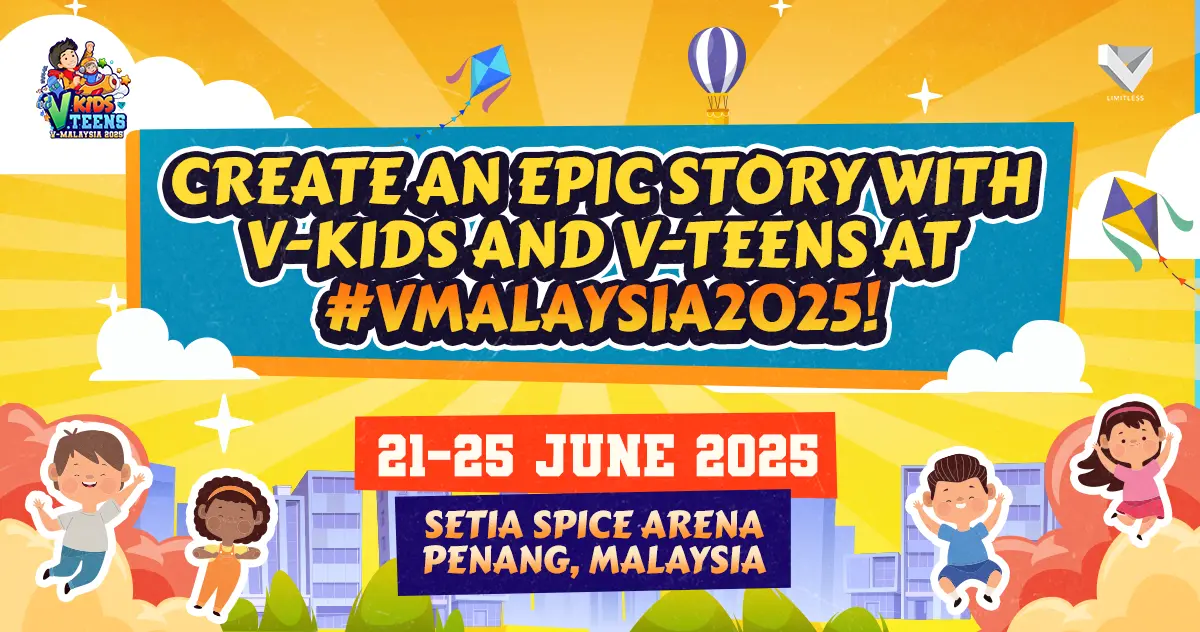 V KIDS
V.TEENS
V-MALAYSIA 2025
LIMITLESS
CREATE AN EPIC STORY WITH
V-KIDS AND V-TEENS AT
#VMALAYSIA2025!
21-25 JUNE 2025
SETIA SPICE ARENA
PENANG, MALAYSIA